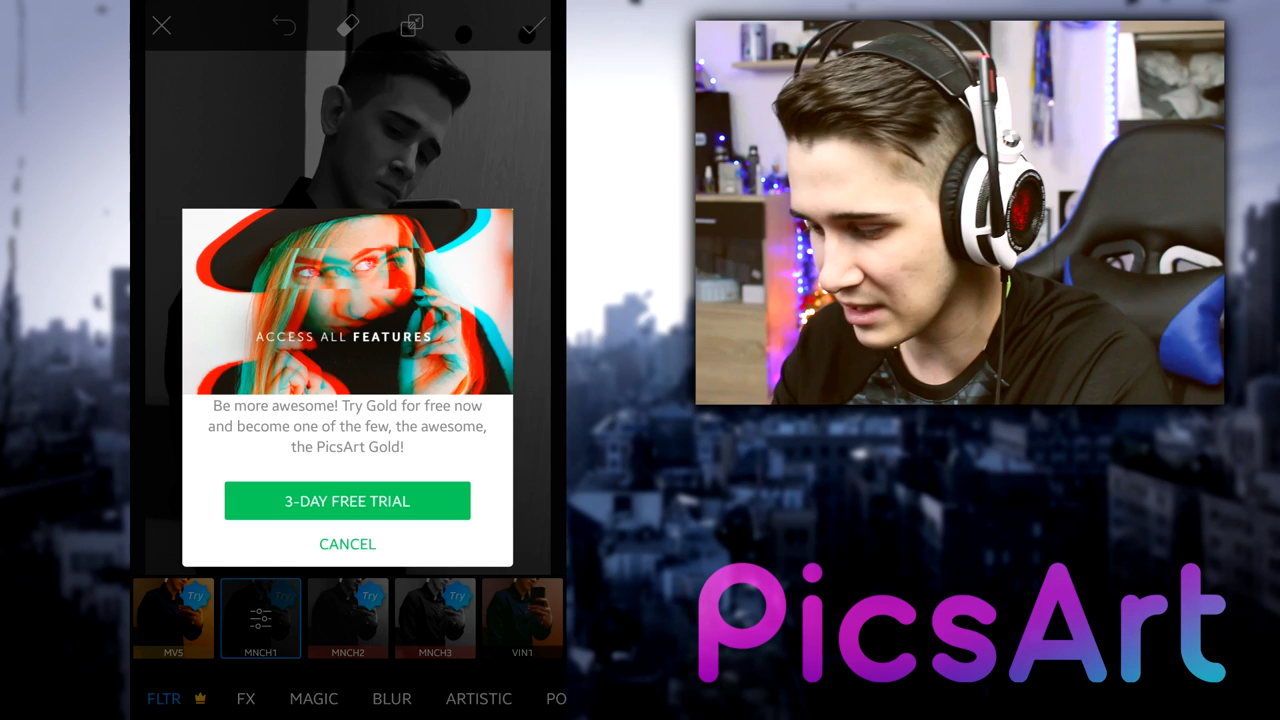 ACCESS ALL FEATURES
Be more awesome! Try Gold for free now
and become one of the few, the awesome,
the PicsArt Gold!
3-DAY FREE TRIAL
CANCEL
Try
Try
Try
Try
MV5
MNCH1
MNCH2
MNCH3
VIN1
FLTR
FX
MAGIC
BLUR
ARTISTIC
PO
PicsArt